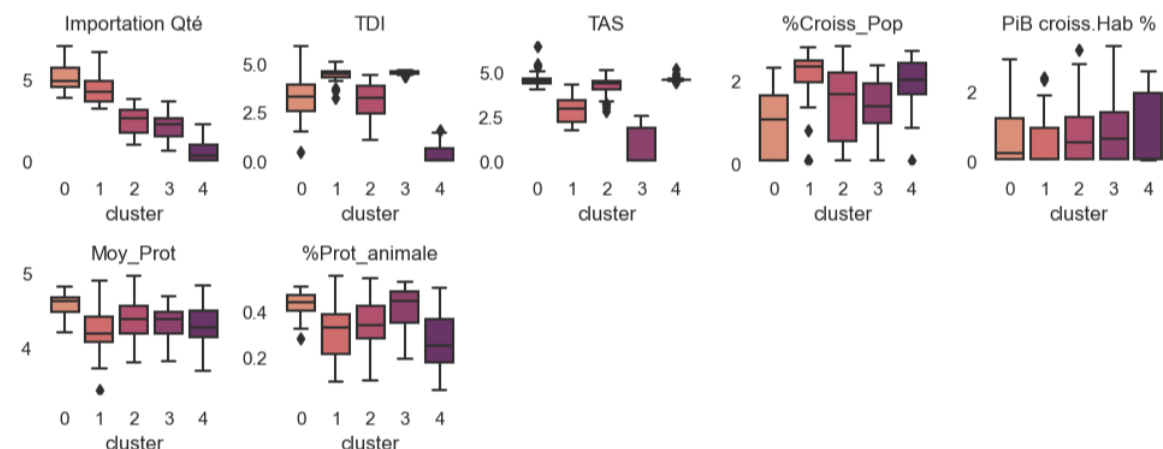 Importation Qté TDI TAS %Croiss_Pop PiB croiss.Hab %
5 0
5.0 2.5 0.0
5.0 2.5 0.0
2 0
2 0
0 1 2 3 4 0 1 2 3 4 0 1 2 3 4 0 1 2 3 4 0 1 2 3 4
cluster cluster cluster cluster cluster
Moy_Prot %Prot_animale
5 4
0.4 0.2
0 1 2 3 4 0 1 2 3 4
cluster cluster